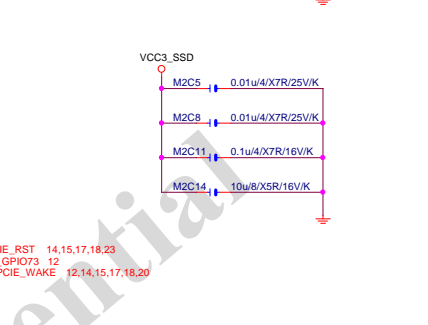 VCC3_SSD
M2C5 0.01u/4/X7R/25V/K
M2C8 0.01u/4/X7R/25V/K
M2C11 0.1u/4/X7R/16V/K
M2C14 10u/8/X5R/16V/K
IE_RST 14,15,17,18,23
_GPIO73 12
PCIE_WAKE 12,14,15,17,18,20
ential